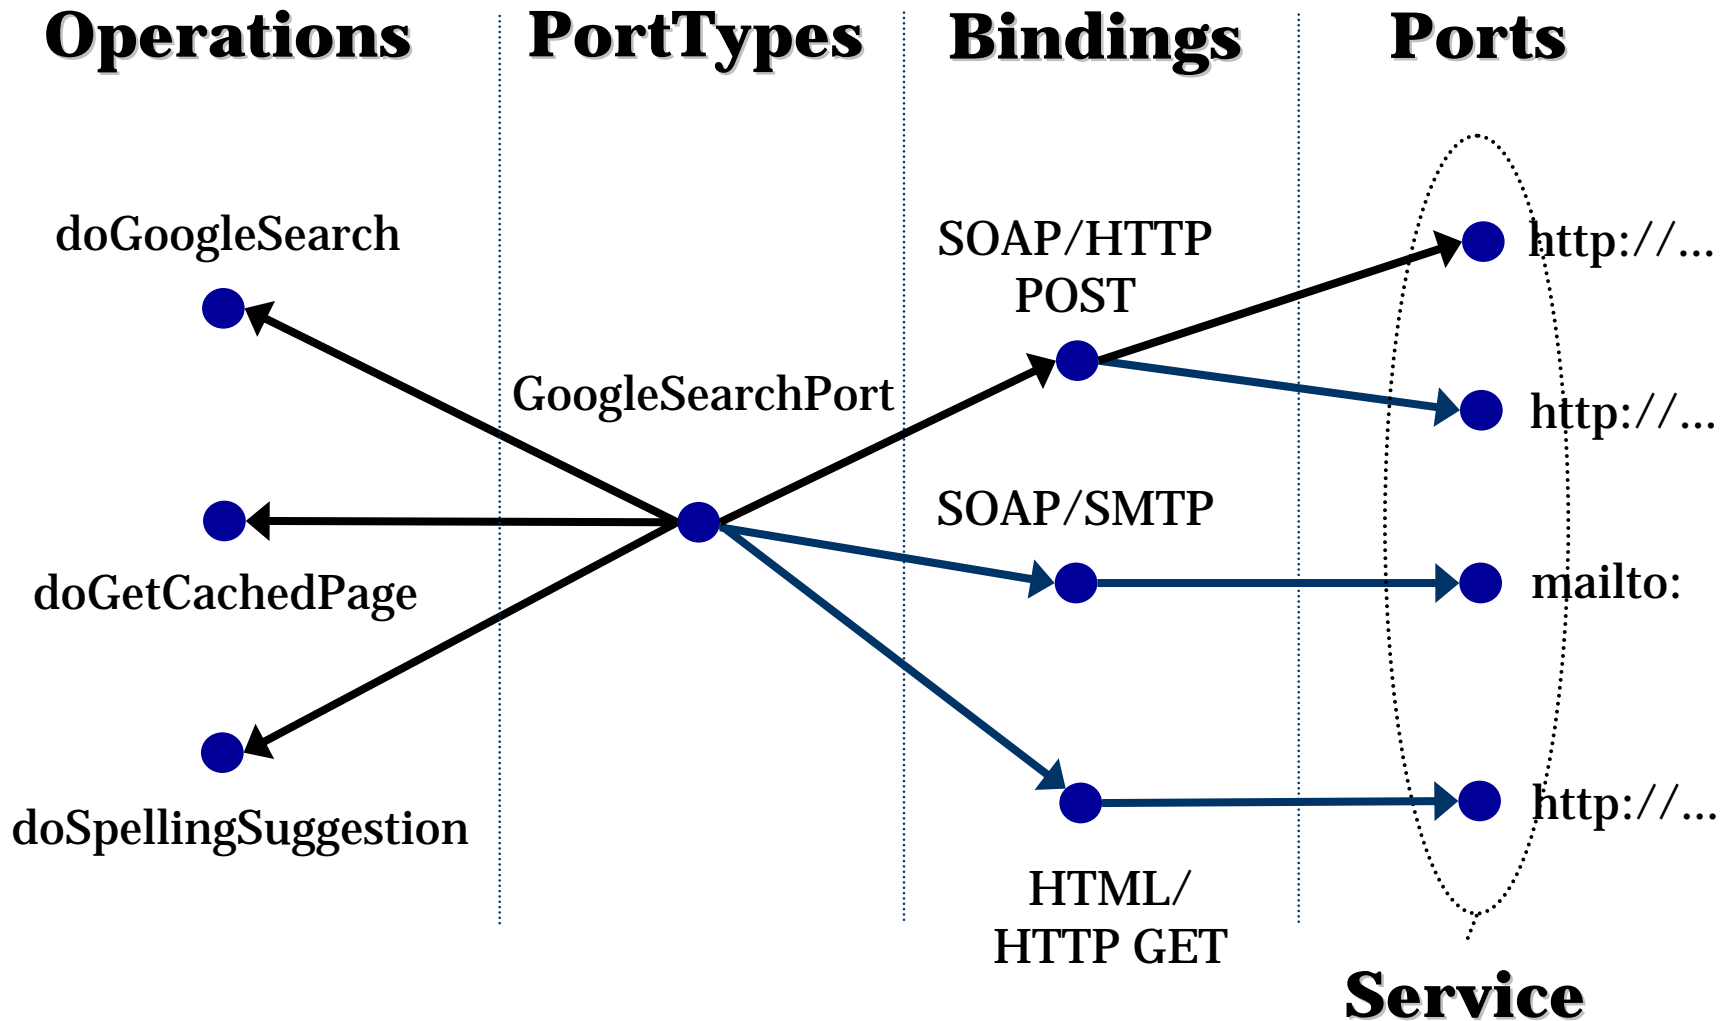 Operations
PortTypes
Bindings
Ports
doGoogleSearch
SOAP/HTTP
POST
http://...
GoogleSearchPort
http://...
SOAP/SMTP
doGetCachedPage
mailto:
doSpellingSuggestion
http://...
HTML/
HTTP GET
Service